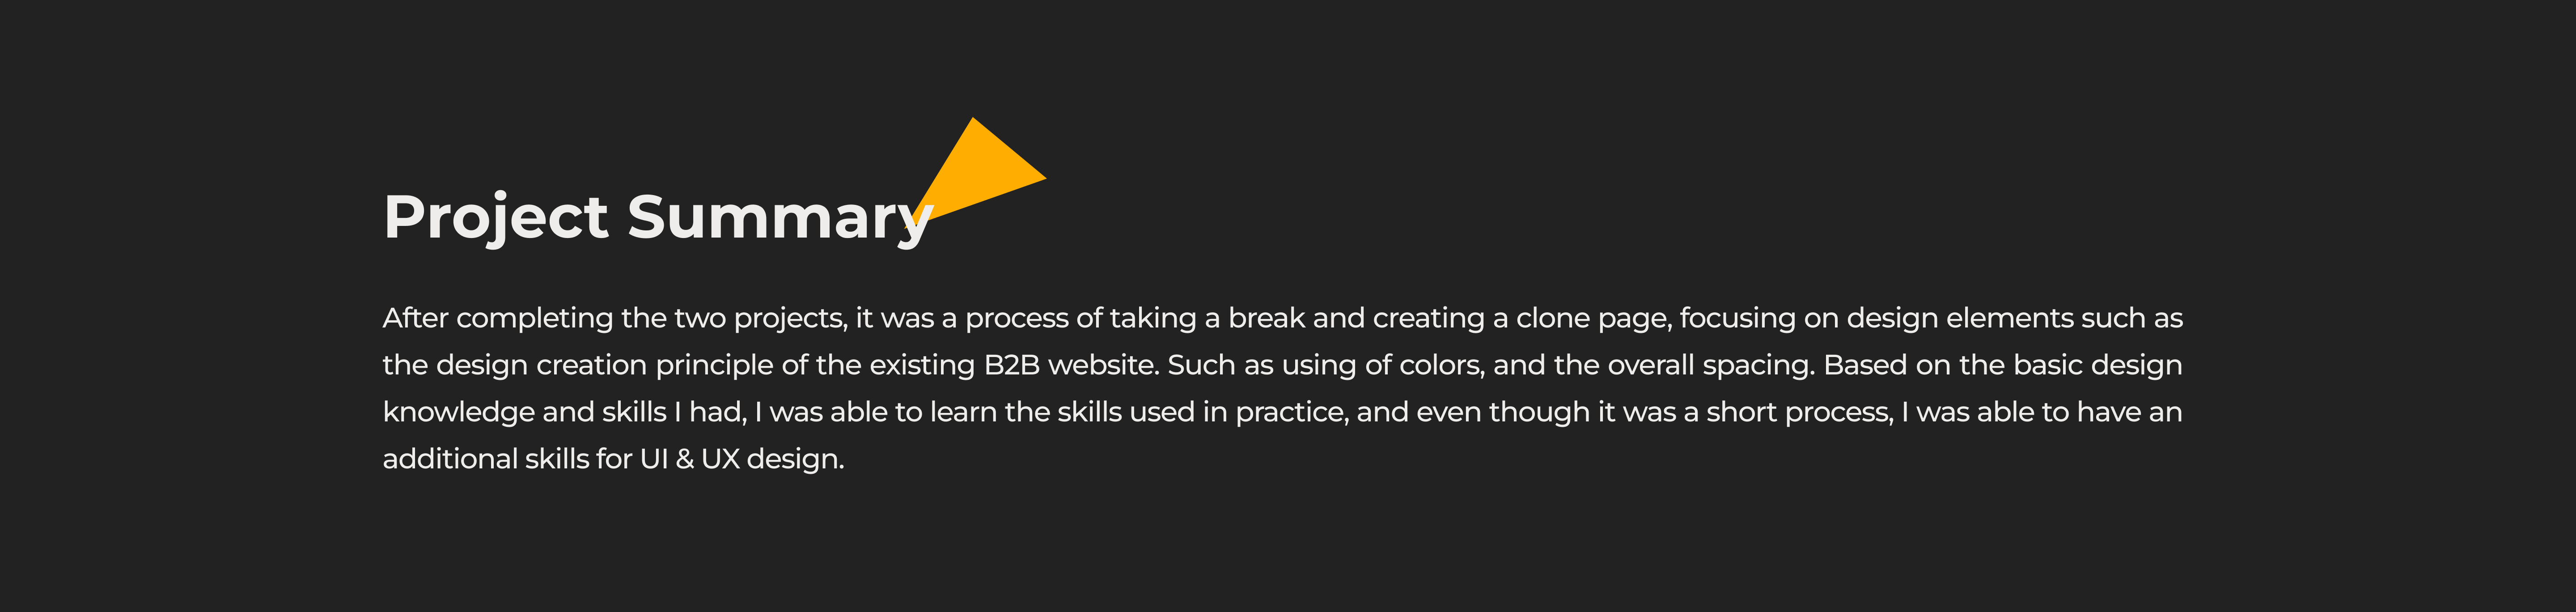 Project Summary
After completing the two projects, it was a process of taking a break and creating a clone page, focusing on design elements such as
the design creation principle of the existing B2B website. Such as using of colors, and the overall spacing. Based on the basic design
knowledge and skills I had, I was able to learn the skills used in practice, and even though it was a short process, I was able to have an
additional skills for UI & UX design.